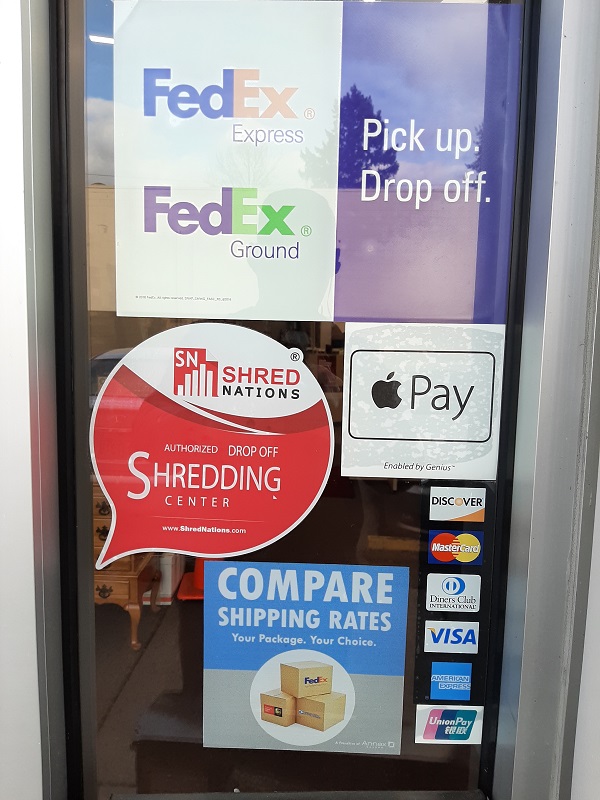 FedEx®
Express
FedEx®
Ground
Pick up.
Drop off.
SN
SHRED®
NATIONS
AUTHORIZED DROP OFF
SHREDDING
CENTER
www.ShredNations.com
Pay
Enabled by Genius™
DISCOVER
MasterCard
Diners Club
INTERNATIONAL
VISA
AMERICAN
EXPRESS
UnionPay
银联
COMPARE
SHIPPING RATES
Your Package. Your Choice.
FedEx
Annex